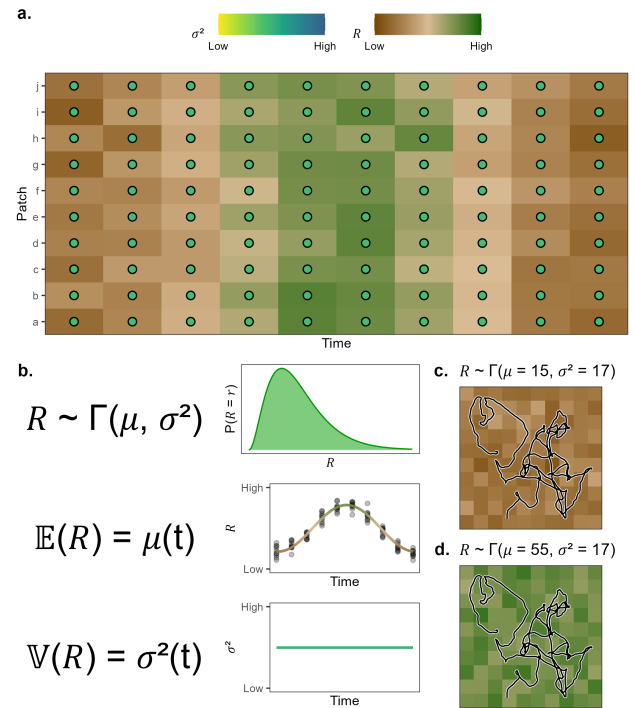 a.
σ²
Low High
R
Low High
Patch
j
i
h
g
f
e
d
c
b
a
Time
b.
R ~ Γ(μ, σ²)
P(R = r)
R
𝔼(R) = μ(t)
R
High
Low
Time
𝕍(R) = σ²(t)
σ²
High
Low
Time
c. R ~ Γ(μ = 15, σ² = 17)
d. R ~ Γ(μ = 55, σ² = 17)